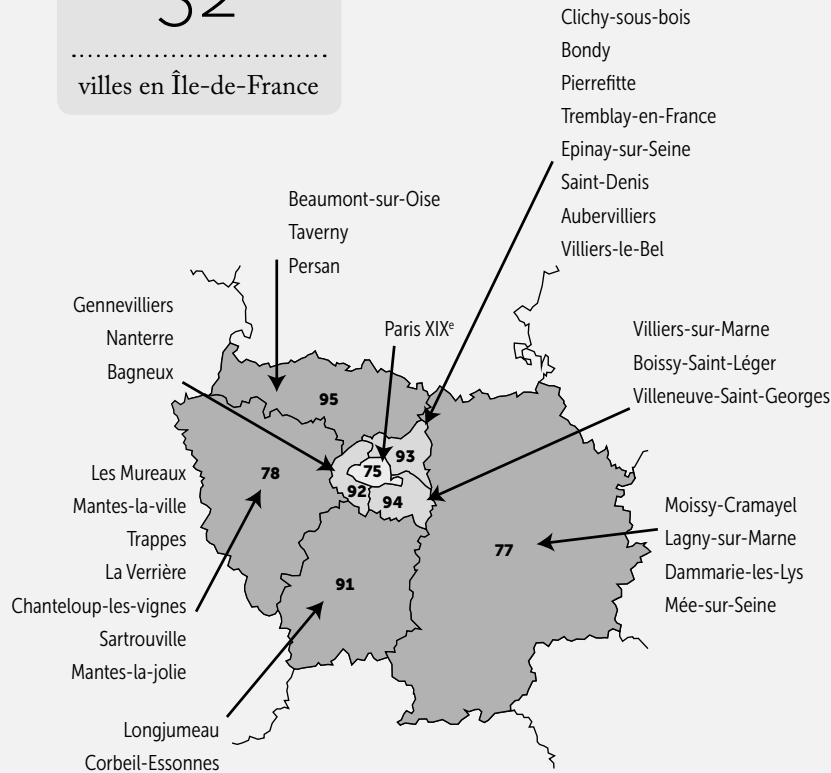 32
villes en Île-de-France
Clichy-sous-bois
Bondy
Pierrefitte
Tremblay-en-France
Epinay-sur-Seine
Saint-Denis
Aubervilliers
Villiers-le-Bel
Beaumont-sur-Oise
Taverny
Persan
Gennevilliers
Nanterre
Bagneux
Paris XIXe
Villiers-sur-Marne
Boissy-Saint-Léger
Villeneuve-Saint-Georges
95
93
75
92
94
78
77
91
Les Mureaux
Mantes-la-ville
Trappes
La Verrière
Chanteloup-les-vignes
Sartrouville
Mantes-la-jolie
Moissy-Cramayel
Lagny-sur-Marne
Dammarie-les-Lys
Mée-sur-Seine
Longjumeau
Corbeil-Essonnes